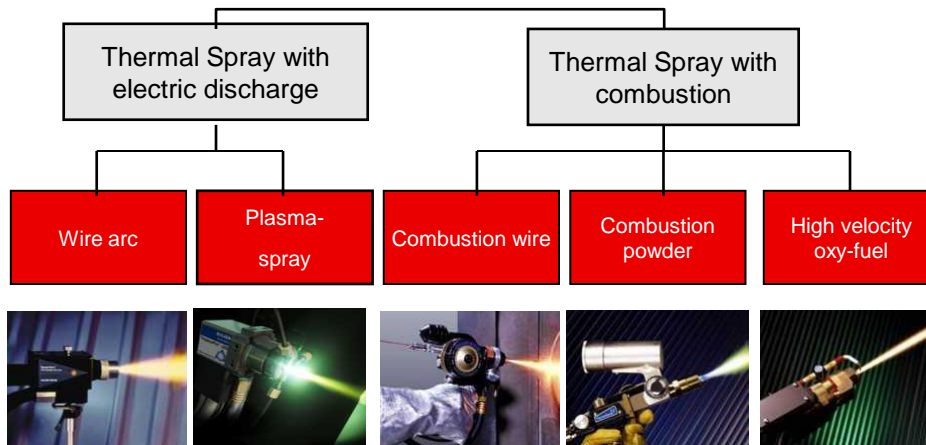 Thermal Spray with
electric discharge
Thermal Spray with
combustion
Wire arc
Plasma-
spray
Combustion wire
Combustion
powder
High velocity
oxy-fuel